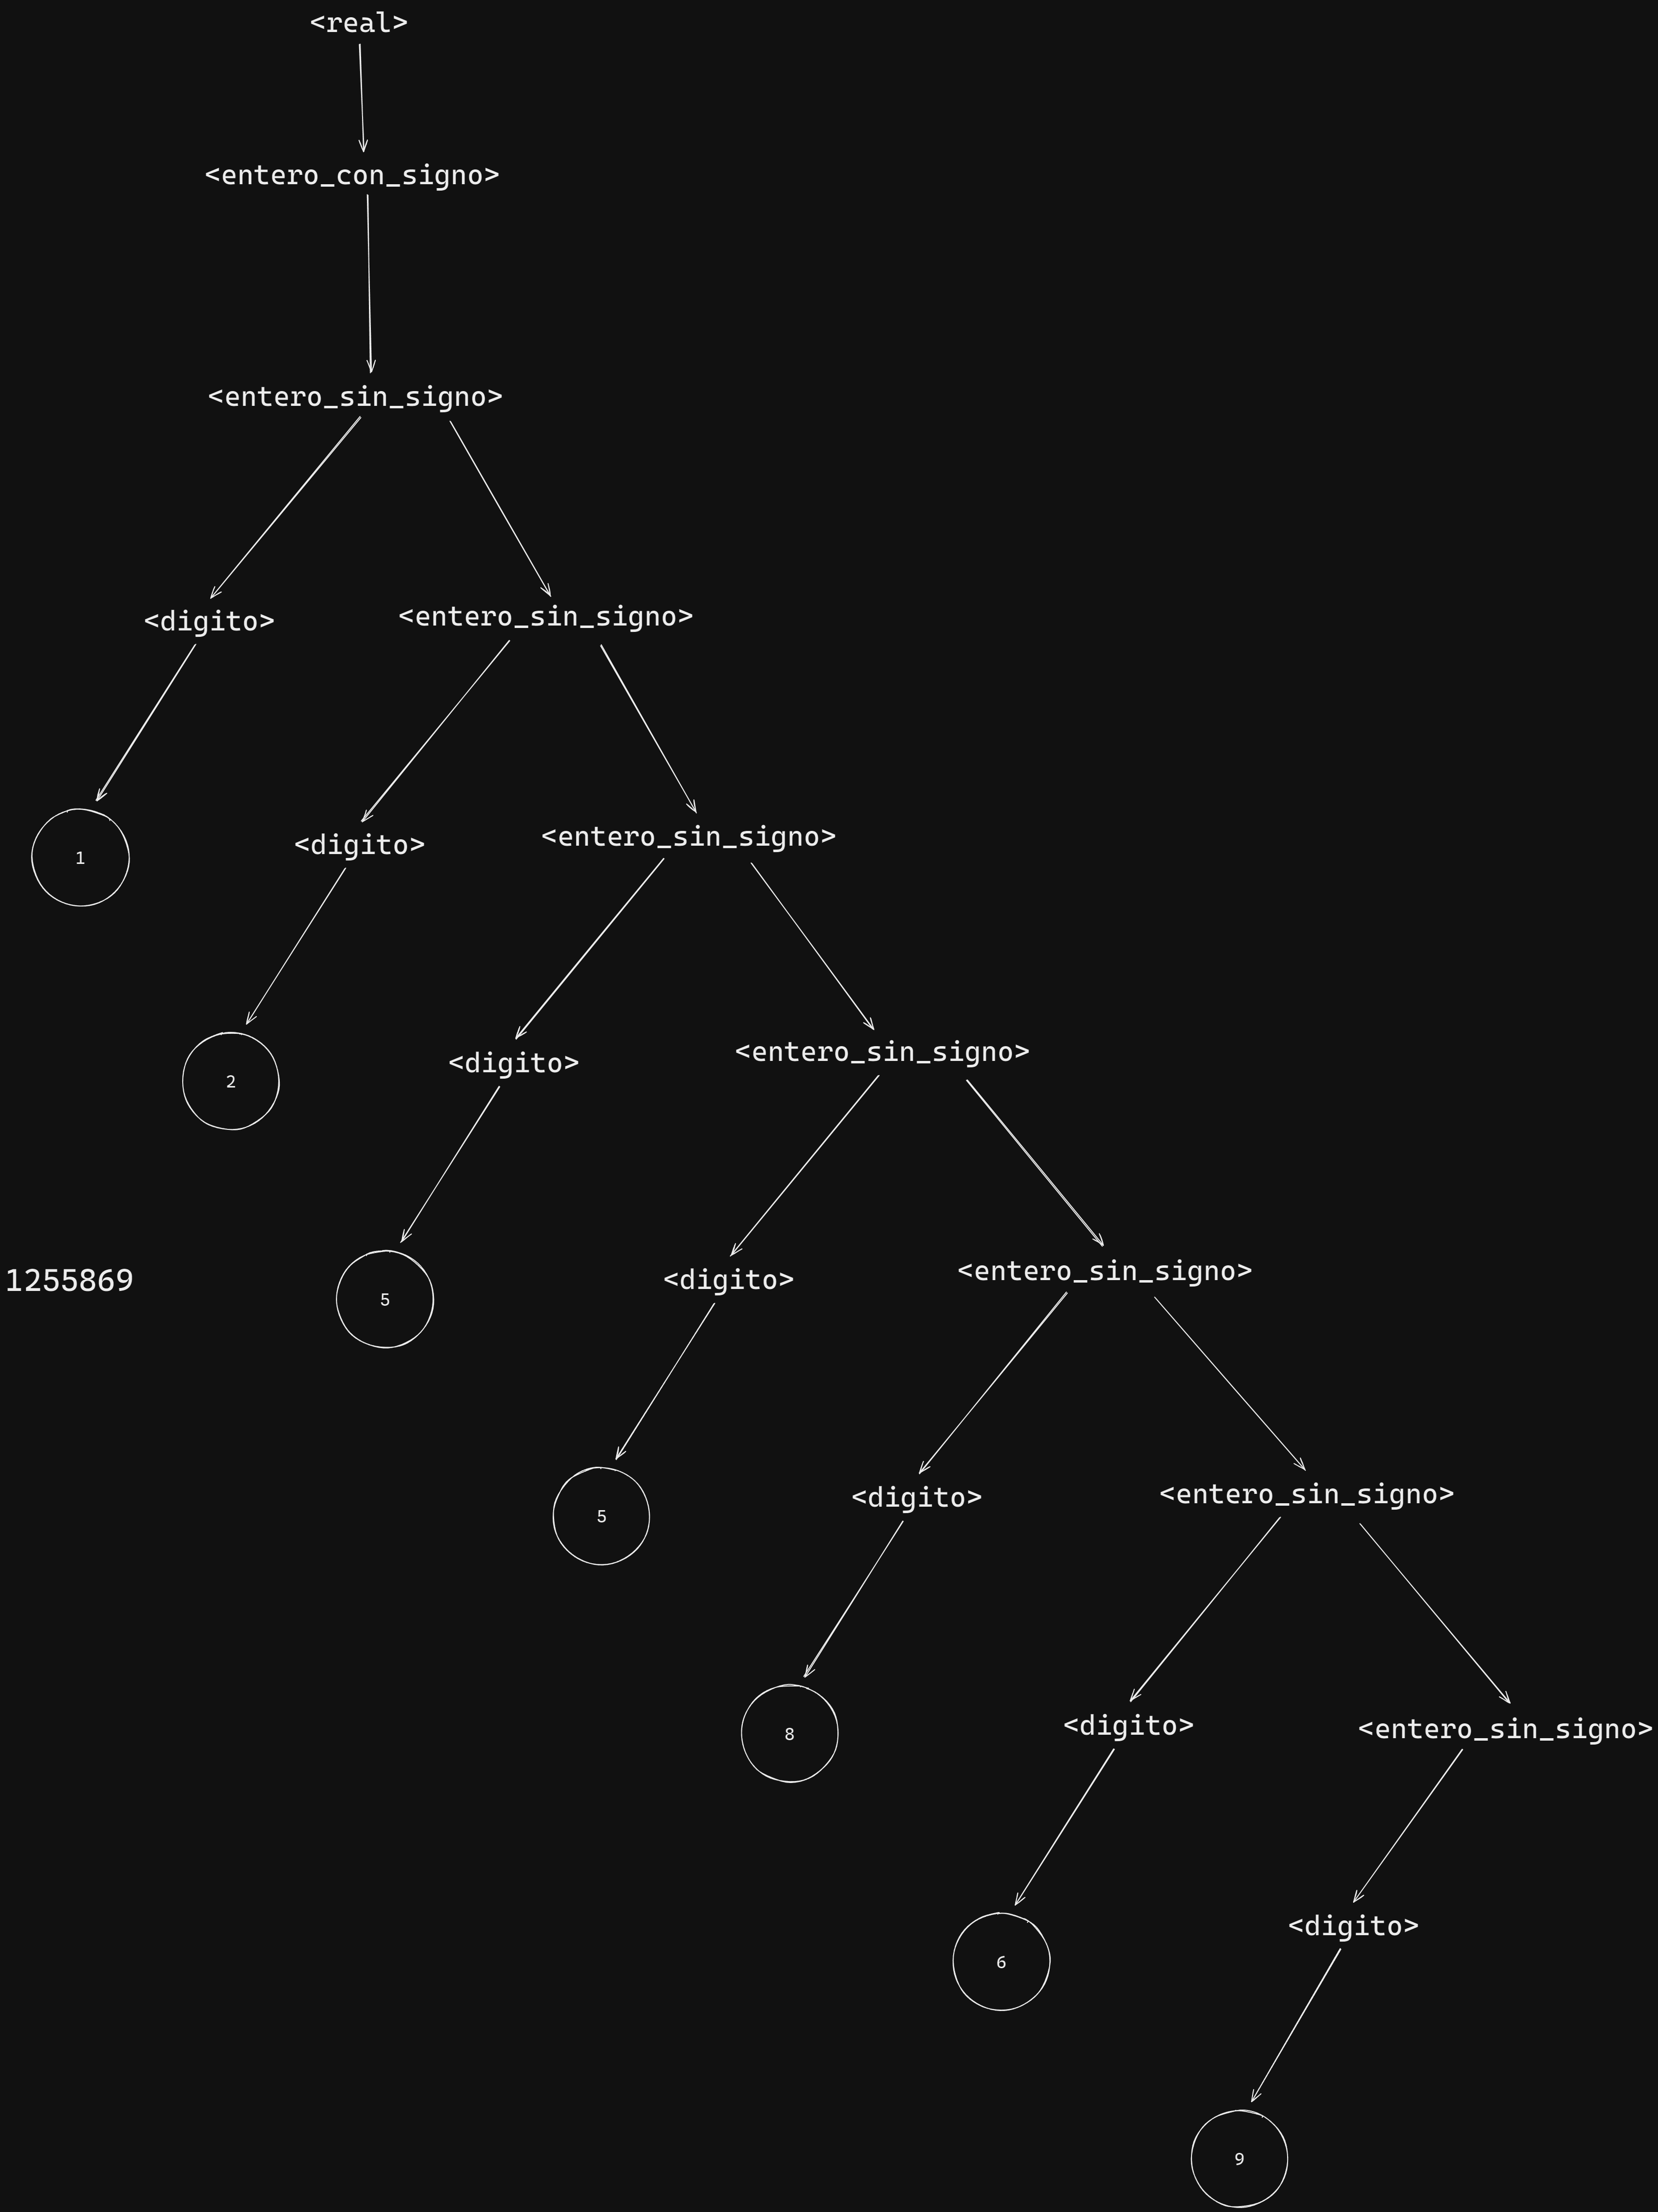 <real>
<entero_con_signo>
<entero_sin_signo>
<digito> <entero_sin_signo>
1 <digito> <entero_sin_signo>
2 <digito> <entero_sin_signo>
1255869 5 <digito> <entero_sin_signo>
5 <digito> <entero_sin_signo>
8 <digito> <entero_sin_signo>
6 <digito>
9